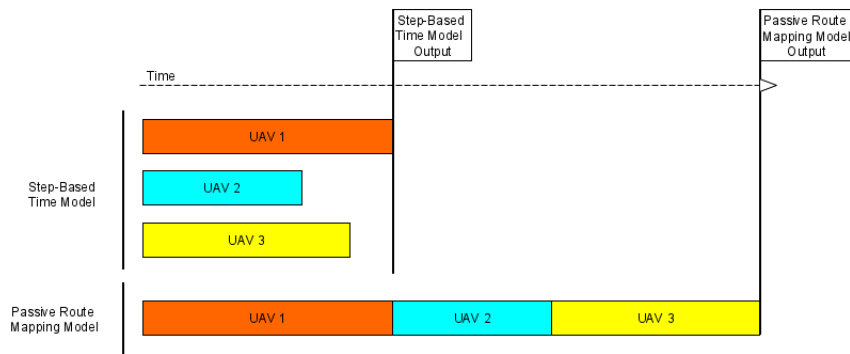 Step-Based
Time Model
Output
Passive Route
Mapping Model
Output
Time
UAV 1
UAV 2
UAV 3
Step-Based
Time Model
Passive Route
Mapping Model
UAV 1
UAV 2
UAV 3